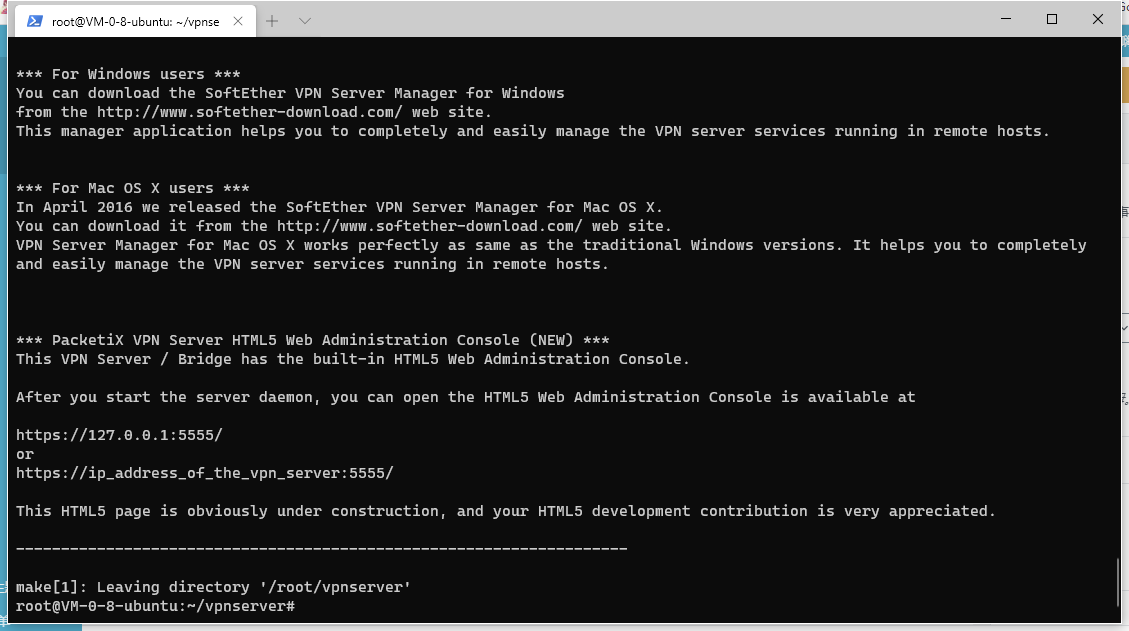 root@VM-0-8-ubuntu: ~/vpnse
*** For Windows users ***
You can download the SoftEther VPN Server Manager for Windows
from the http://www.softether-download.com/ web site.
This manager application helps you to completely and easily manage the VPN server services running in remote hosts.
*** For Mac OS X users ***
In April 2016 we released the SoftEther VPN Server Manager for Mac OS X.
You can download it from the http://www.softether-download.com/ web site.
VPN Server Manager for Mac OS X works perfectly as same as the traditional Windows versions. It helps you to completely
and easily manage the VPN server services running in remote hosts.
*** PacketiX VPN Server HTML5 Web Administration Console (NEW) ***
This VPN Server / Bridge has the built-in HTML5 Web Administration Console.
After you start the server daemon, you can open the HTML5 Web Administration Console is available at
https://127.0.0.1:5555/
or
https://ip_address_of_the_vpn_server:5555/
This HTML5 page is obviously under construction, and your HTML5 development contribution is very appreciated.
--------------------------------------------------------------------
make[1]: Leaving directory '/root/vpnserver'
root@VM-0-8-ubuntu:~/vpnserver#